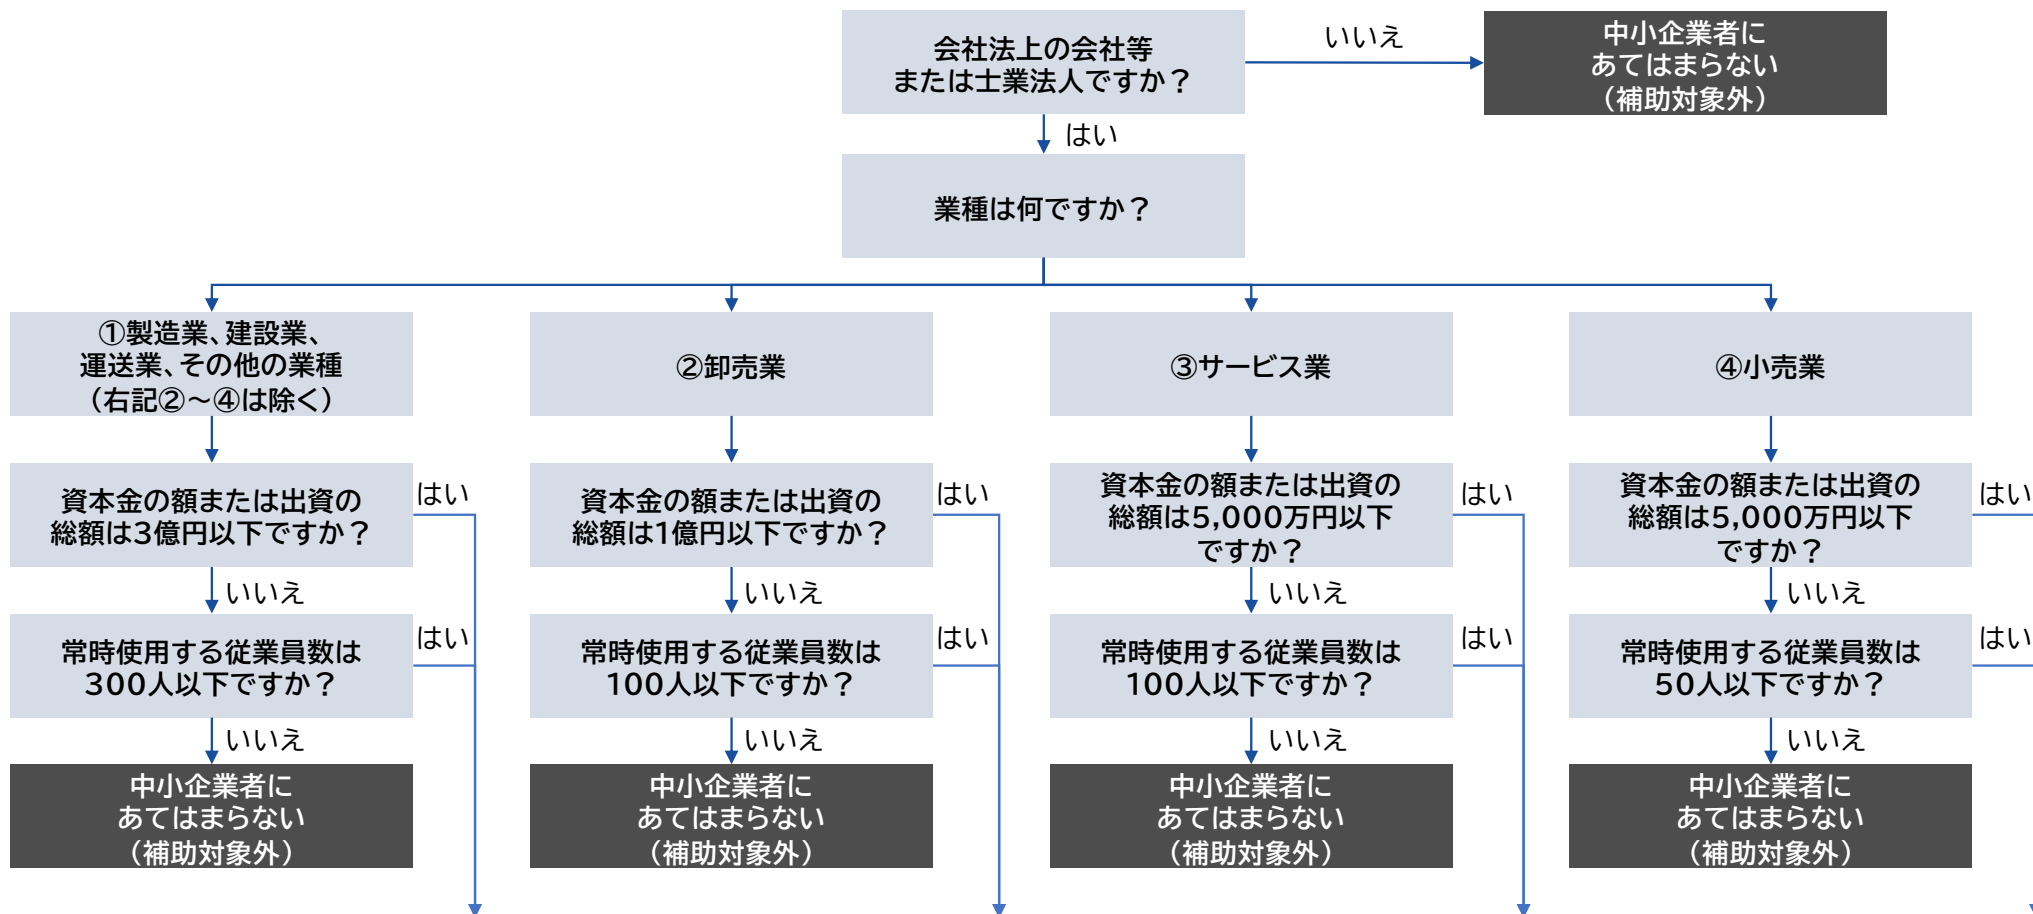 会社法上の会社等
または士業法人ですか？
いいえ
中小企業者に
あてはまらない
（補助対象外）
はい
業種は何ですか？
①製造業、建設業、
運送業、その他の業種
（右記②～④は除く）
②卸売業
③サービス業
④小売業
資本金の額または出資の
総額は3億円以下ですか？
はい
資本金の額または出資の
総額は1億円以下ですか？
はい
資本金の額または出資の
総額は5,000万円以下
ですか？
はい
資本金の額または出資の
総額は5,000万円以下
ですか？
はい
いいえ
いいえ
いいえ
いいえ
常時使用する従業員数は
300人以下ですか？
はい
常時使用する従業員数は
100人以下ですか？
はい
常時使用する従業員数は
100人以下ですか？
はい
常時使用する従業員数は
50人以下ですか？
はい
いいえ
いいえ
いいえ
いいえ
中小企業者に
あてはまらない
（補助対象外）
中小企業者に
あてはまらない
（補助対象外）
中小企業者に
あてはまらない
（補助対象外）
中小企業者に
あてはまらない
（補助対象外）